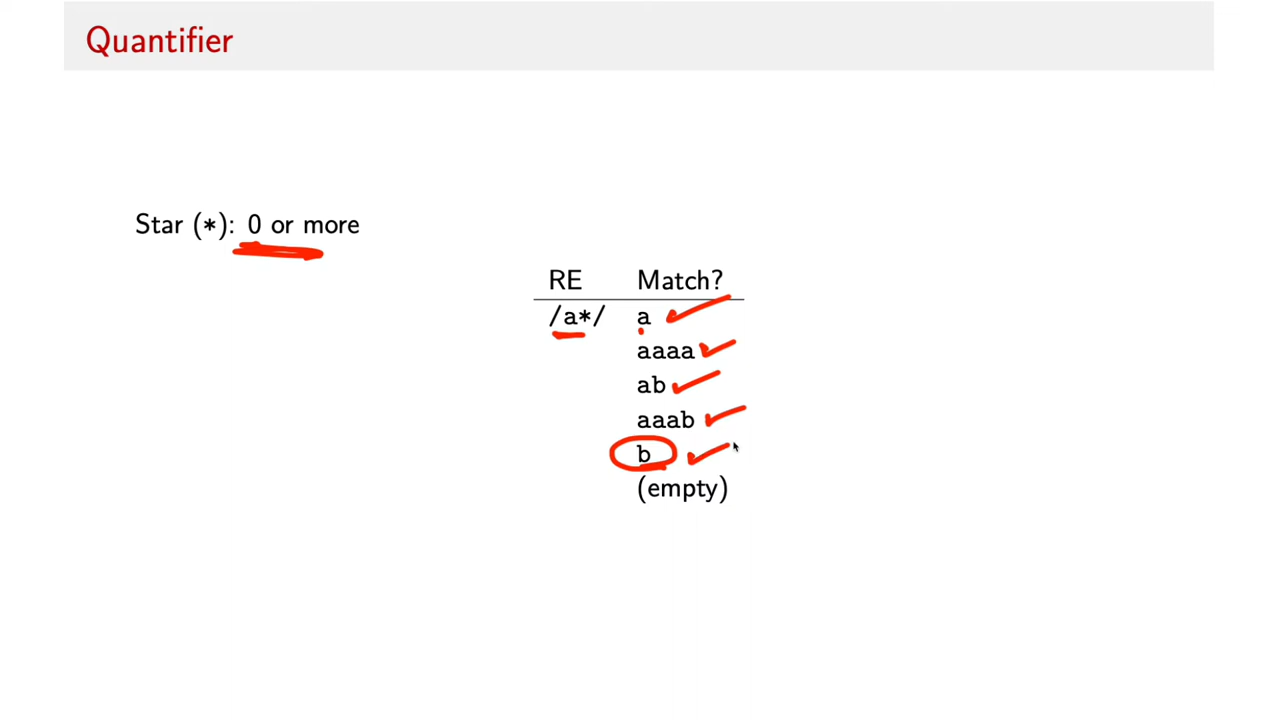 Quantifier
Star (*): 0 or more
RE Match?
/a*/ a
aaaa
ab
aaab
b
(empty)